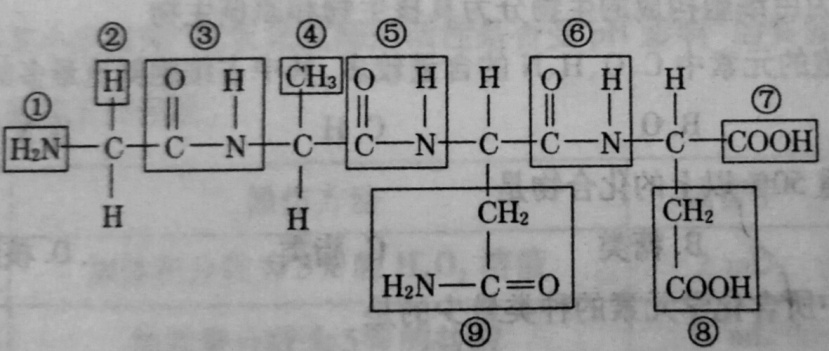 ② ③ ④ ⑤ ⑥
H O H CH₃ O H H O H H ⑦
①
H₂N—C—C—N—C—C—N—C—C—N—C—COOH
H H CH₂ CH₂
H₂N—C=O COOH
⑨ ⑧